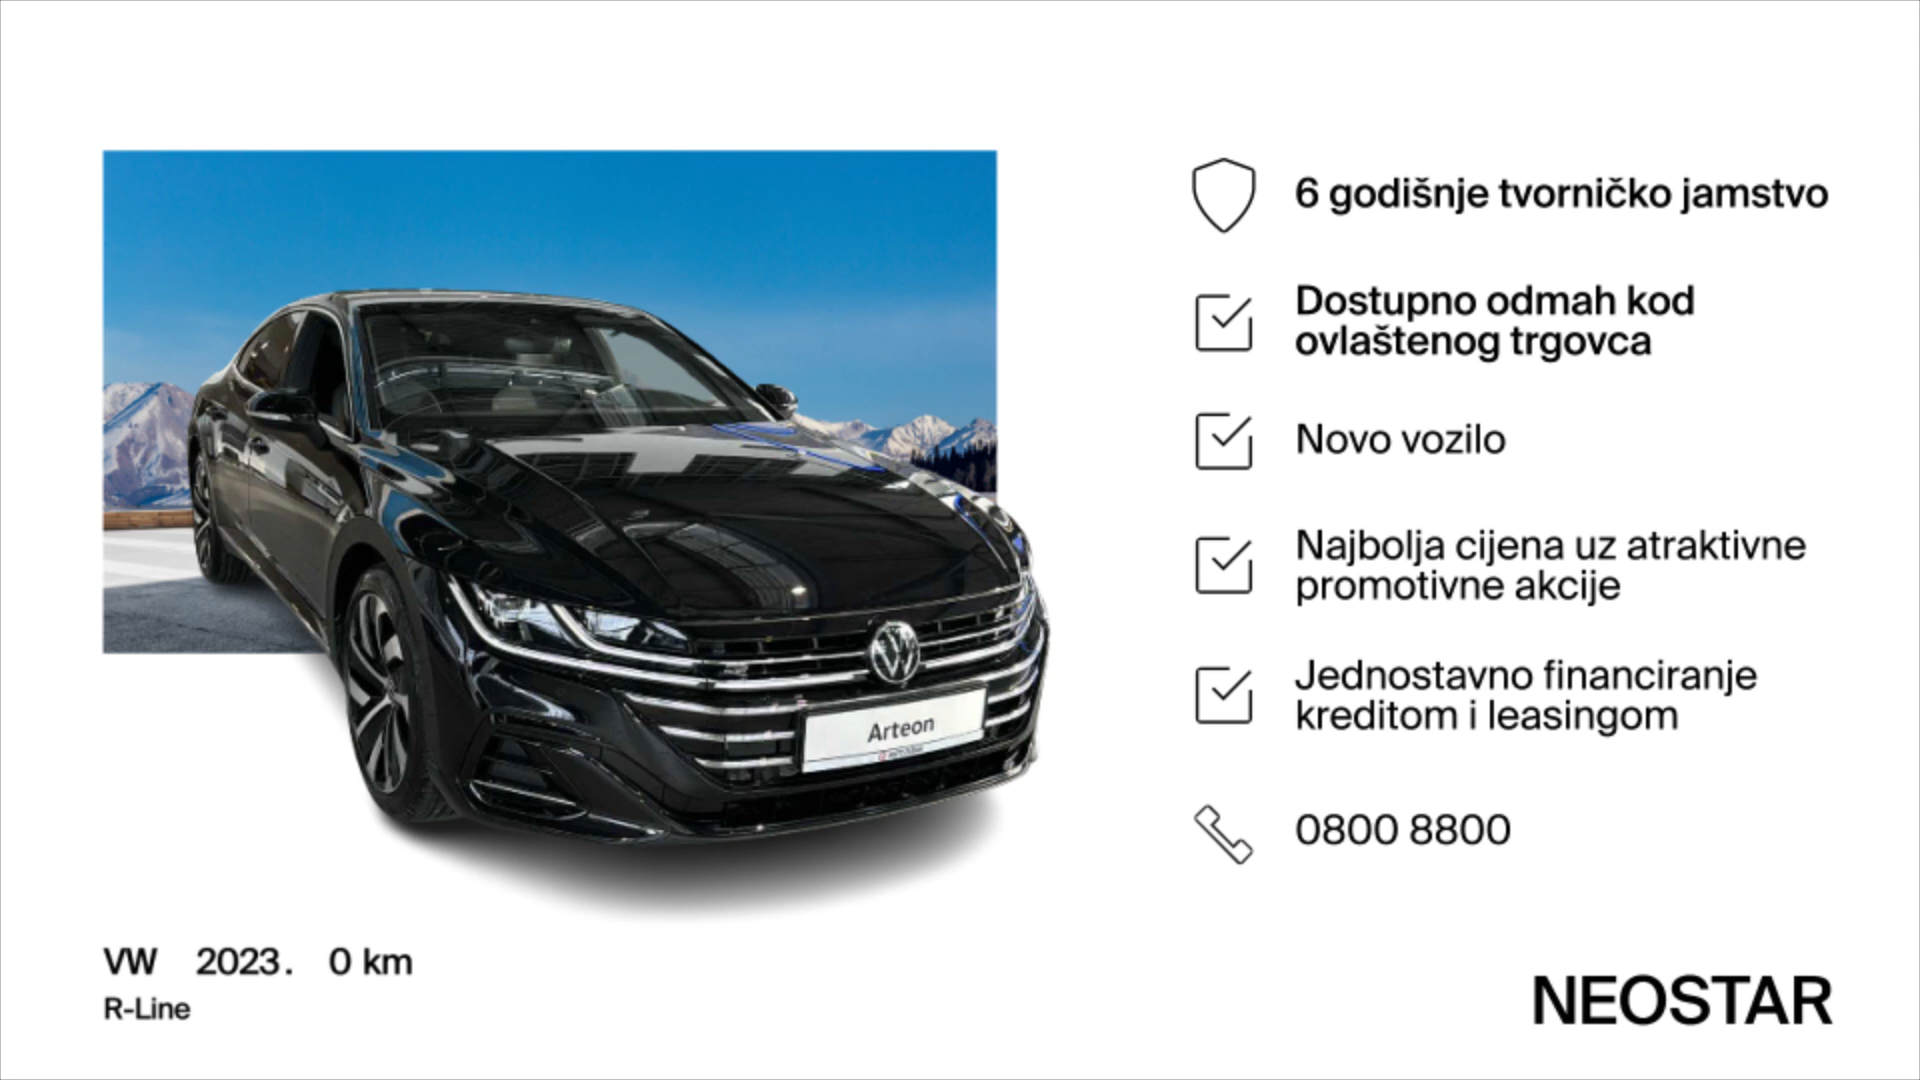 6 godišnje tvorničko jamstvo
Dostupno odmah kod
ovlaštenog trgovca
Novo vozilo
Najbolja cijena uz atraktivne
promotivne akcije
Jednostavno financiranje
kreditom i leasingom
0800 8800
Arteon
VW 2023. 0 km
R-Line
NEOSTAR